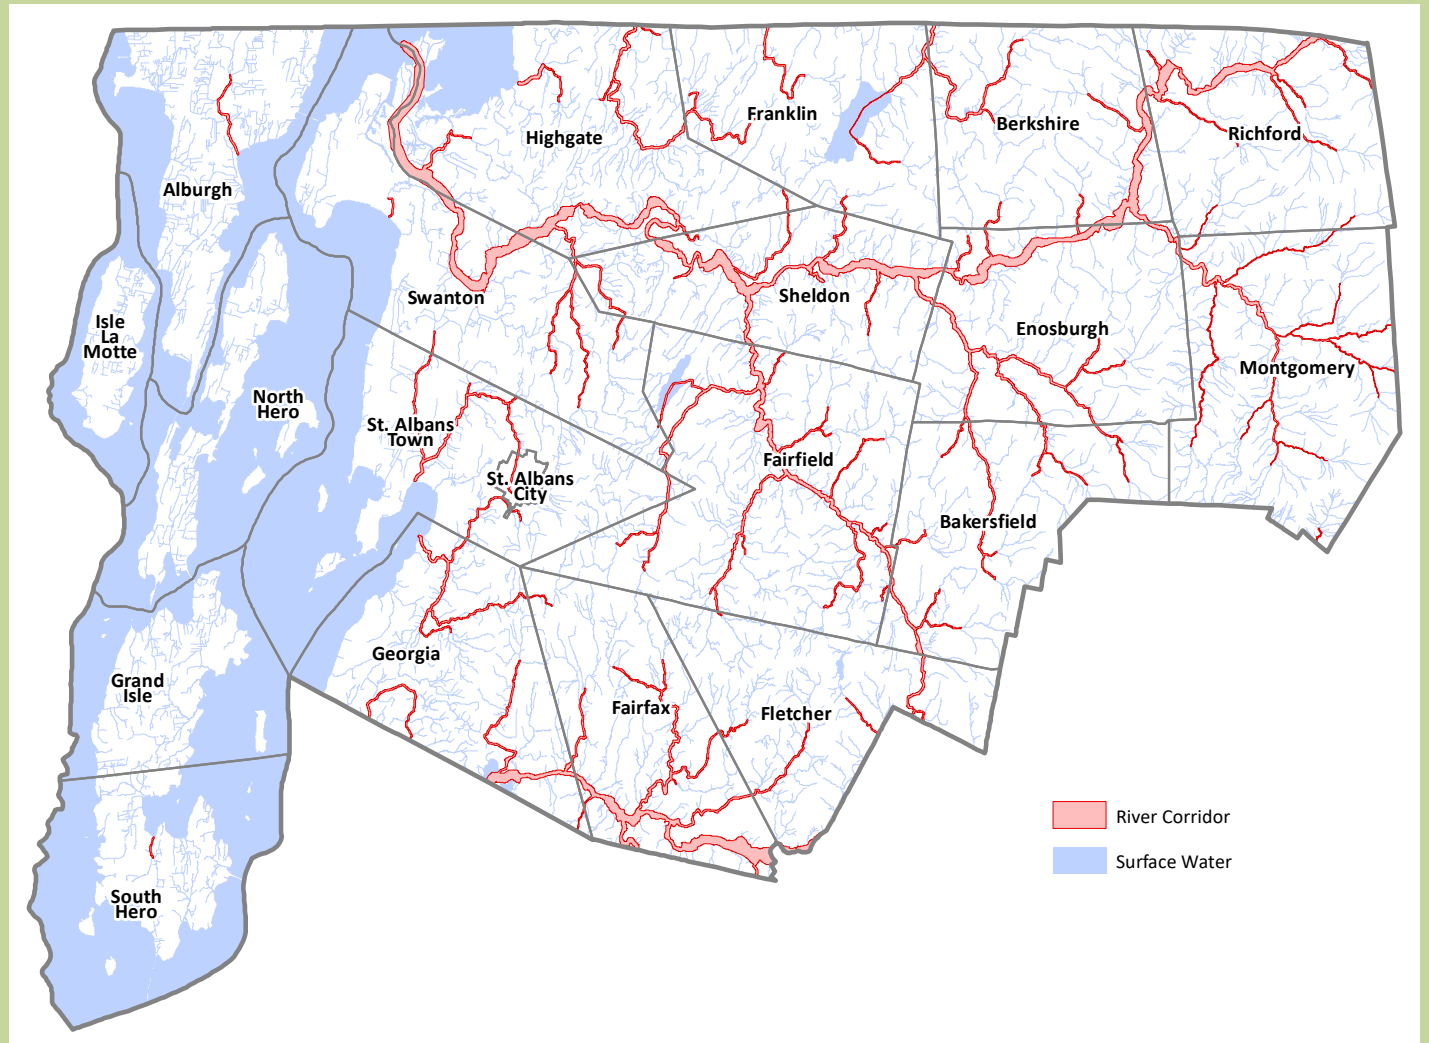 Highgate
Franklin
Berkshire
Richford
Alburgh
Swanton
Sheldon
Isle
La
Motte
Enosburgh
Montgomery
North
Hero
St. Albans
Town
Fairfield
St. Albans
City
Bakersfield
Georgia
Grand
Isle
Fairfax
Fletcher
River Corridor
Surface Water
South
Hero